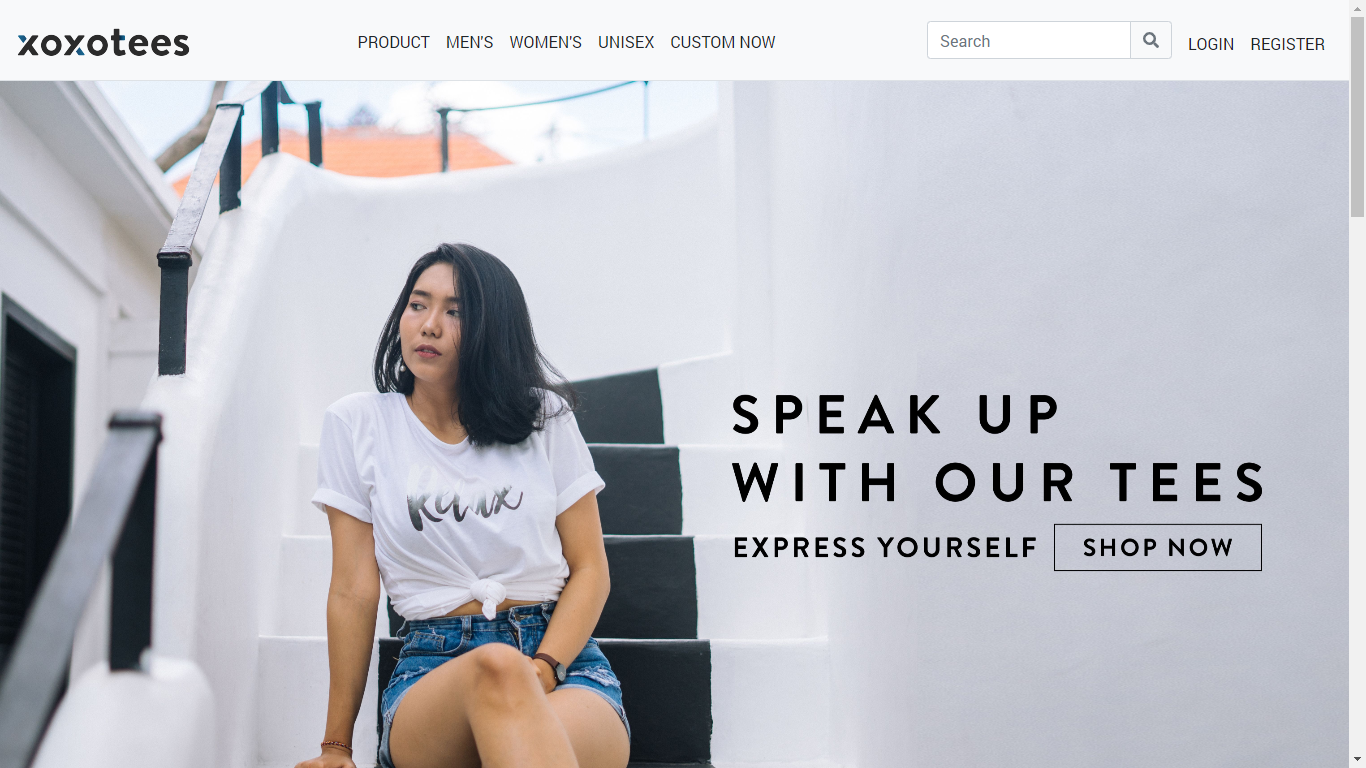 xoxotees
PRODUCT MEN'S WOMEN'S UNISEX CUSTOM NOW
Search
LOGIN REGISTER
Relax
SPEAK UP
WITH OUR TEES
EXPRESS YOURSELF SHOP NOW